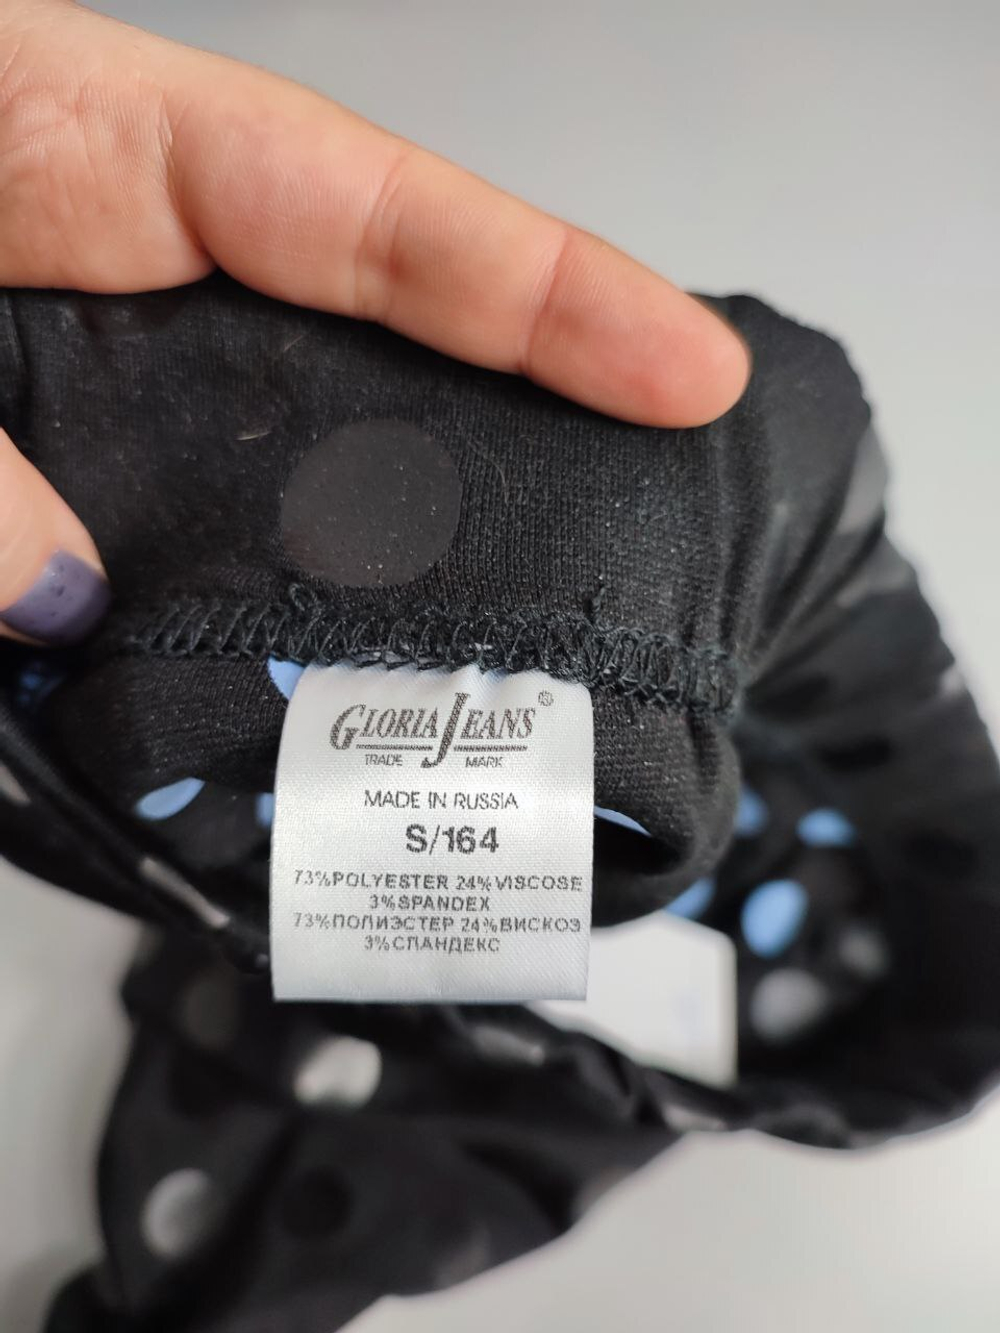 GLORIA JEANS®
TRADE MARK
MADE IN RUSSIA
S/164
73%POLYESTER 24%VISCOSE
3%SPANDEX
73%ПОЛИЭСТЕР 24%ВИСКОЗ
3%СПАНДЕКС